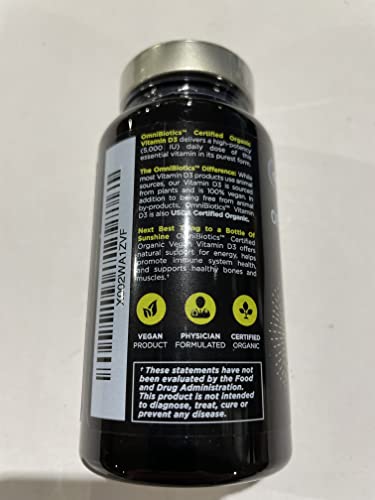 OmniBiotics™ Certified Organic
Vitamin D3 delivers a high-potency
(5,000 IU) daily dose of this
essential vitamin in its purest form.
The OmniBiotics™ Difference: While
most Vitamin D3 products use animal
sources, our Vitamin D3 is sourced
from plants and is 100% vegan. In
addition to being free from animal
by-products, OmniBiotics™ Vitamin
D3 is also USDA Certified Organic.
Next Best Thing to a Bottle Of
Sunshine OmniBiotics™ Certified
Organic Vegan Vitamin D3 offers
natural support for energy, helps
promote immune system health,
and supports healthy bones and
muscles.†
VEGAN
PRODUCT
PHYSICIAN
FORMULATED
CERTIFIED
ORGANIC
† These statements have not
been evaluated by the Food
and Drug Administration.
This product is not intended
to diagnose, treat, cure or
prevent any disease.
X002WA1ZVF